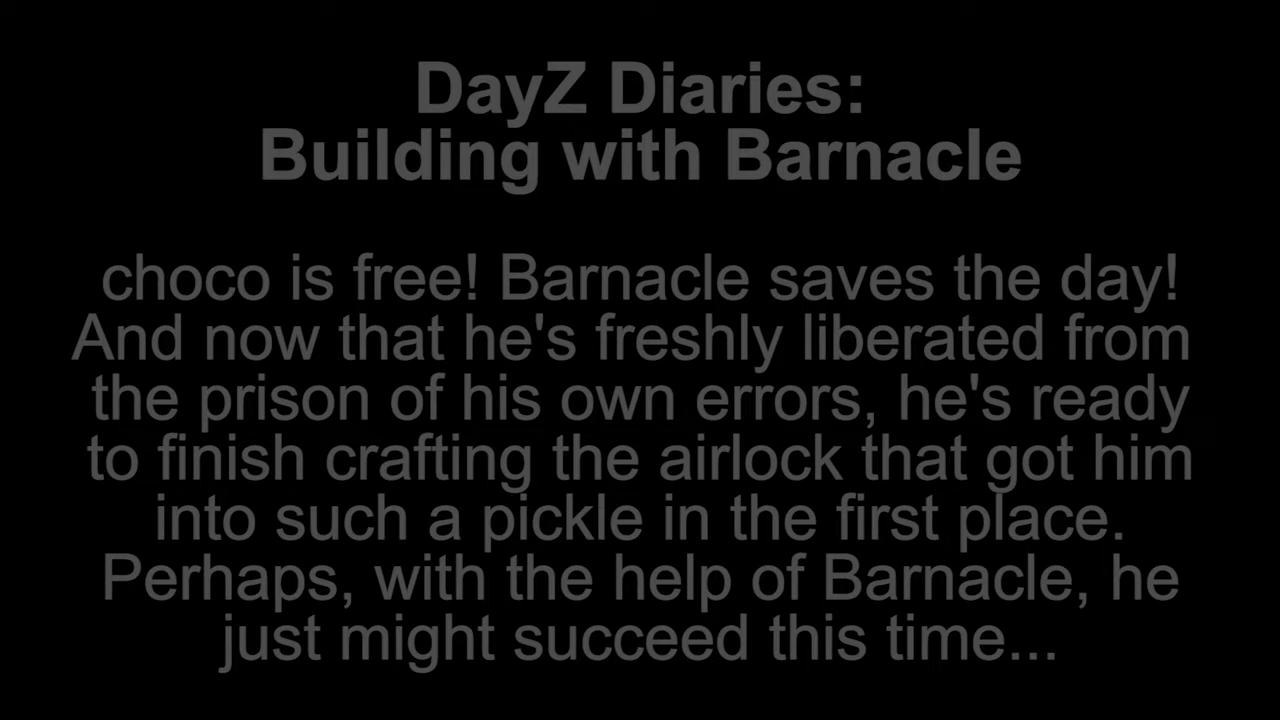 DayZ Diaries:
Building with Barnacle
choco is free! Barnacle saves the day!
And now that he's freshly liberated from
the prison of his own errors, he's ready
to finish crafting the airlock that got him
into such a pickle in the first place.
Perhaps, with the help of Barnacle, he
just might succeed this time...